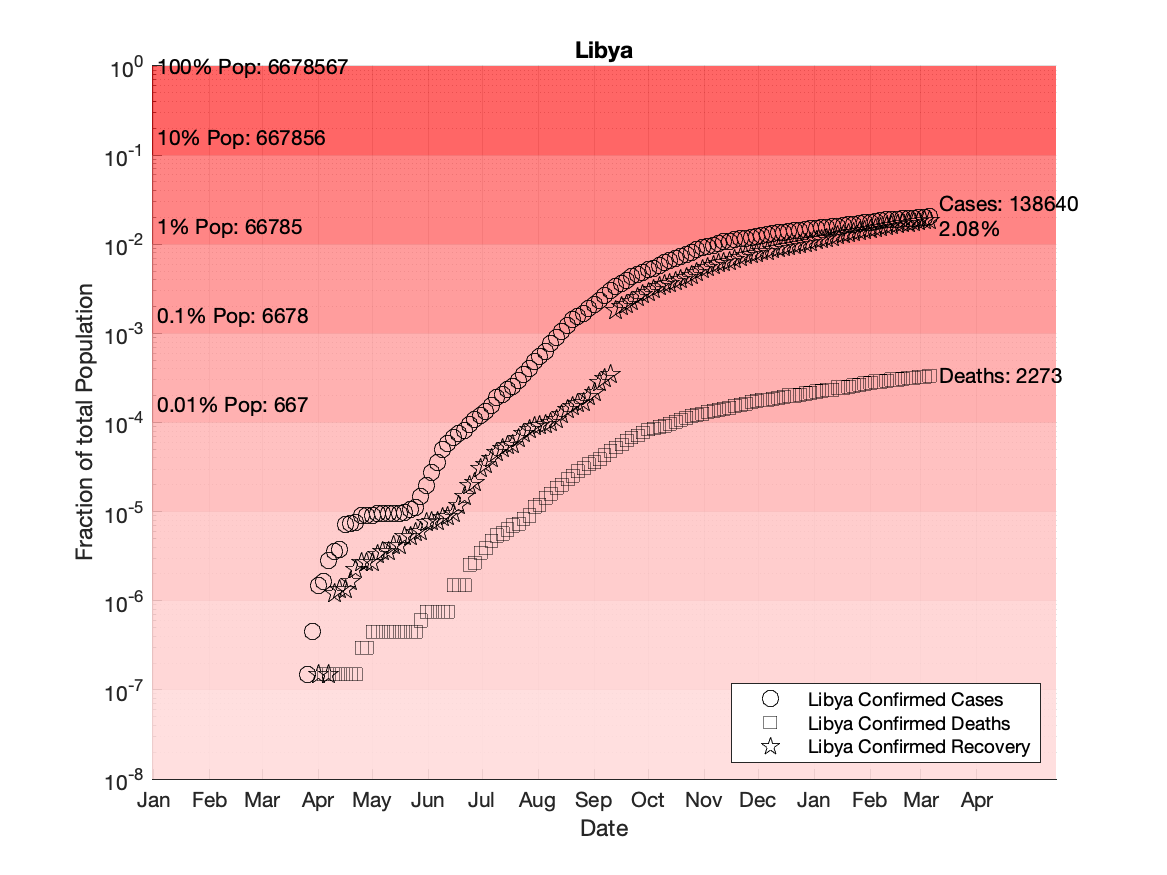 Libya
10^0
100% Pop: 6678567
10% Pop: 667856
10^-1
Cases: 138640
1% Pop: 66785
2.08%
10^-2
0.1% Pop: 6678
10^-3
Deaths: 2273
0.01% Pop: 667
10^-4
10^-5
10^-6
10^-7
10^-8
Fraction of total Population
Libya Confirmed Cases
Libya Confirmed Deaths
Libya Confirmed Recovery
Jan Feb Mar Apr May Jun Jul Aug Sep Oct Nov Dec Jan Feb Mar Apr
Date